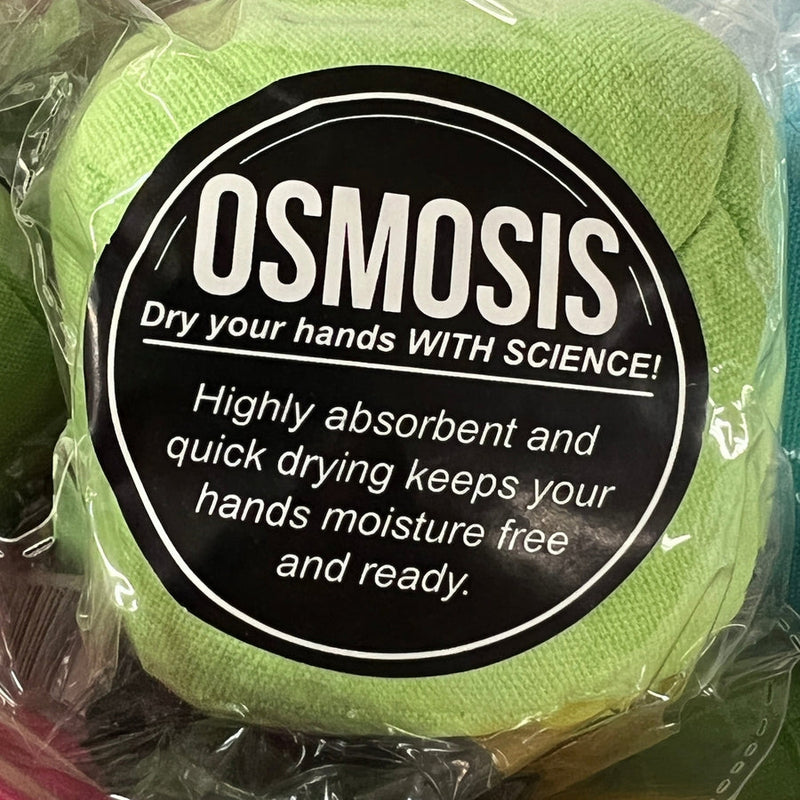 OSMOSIS
Dry your hands WITH SCIENCE!
Highly absorbent and
quick drying keeps your
hands moisture free
and ready.